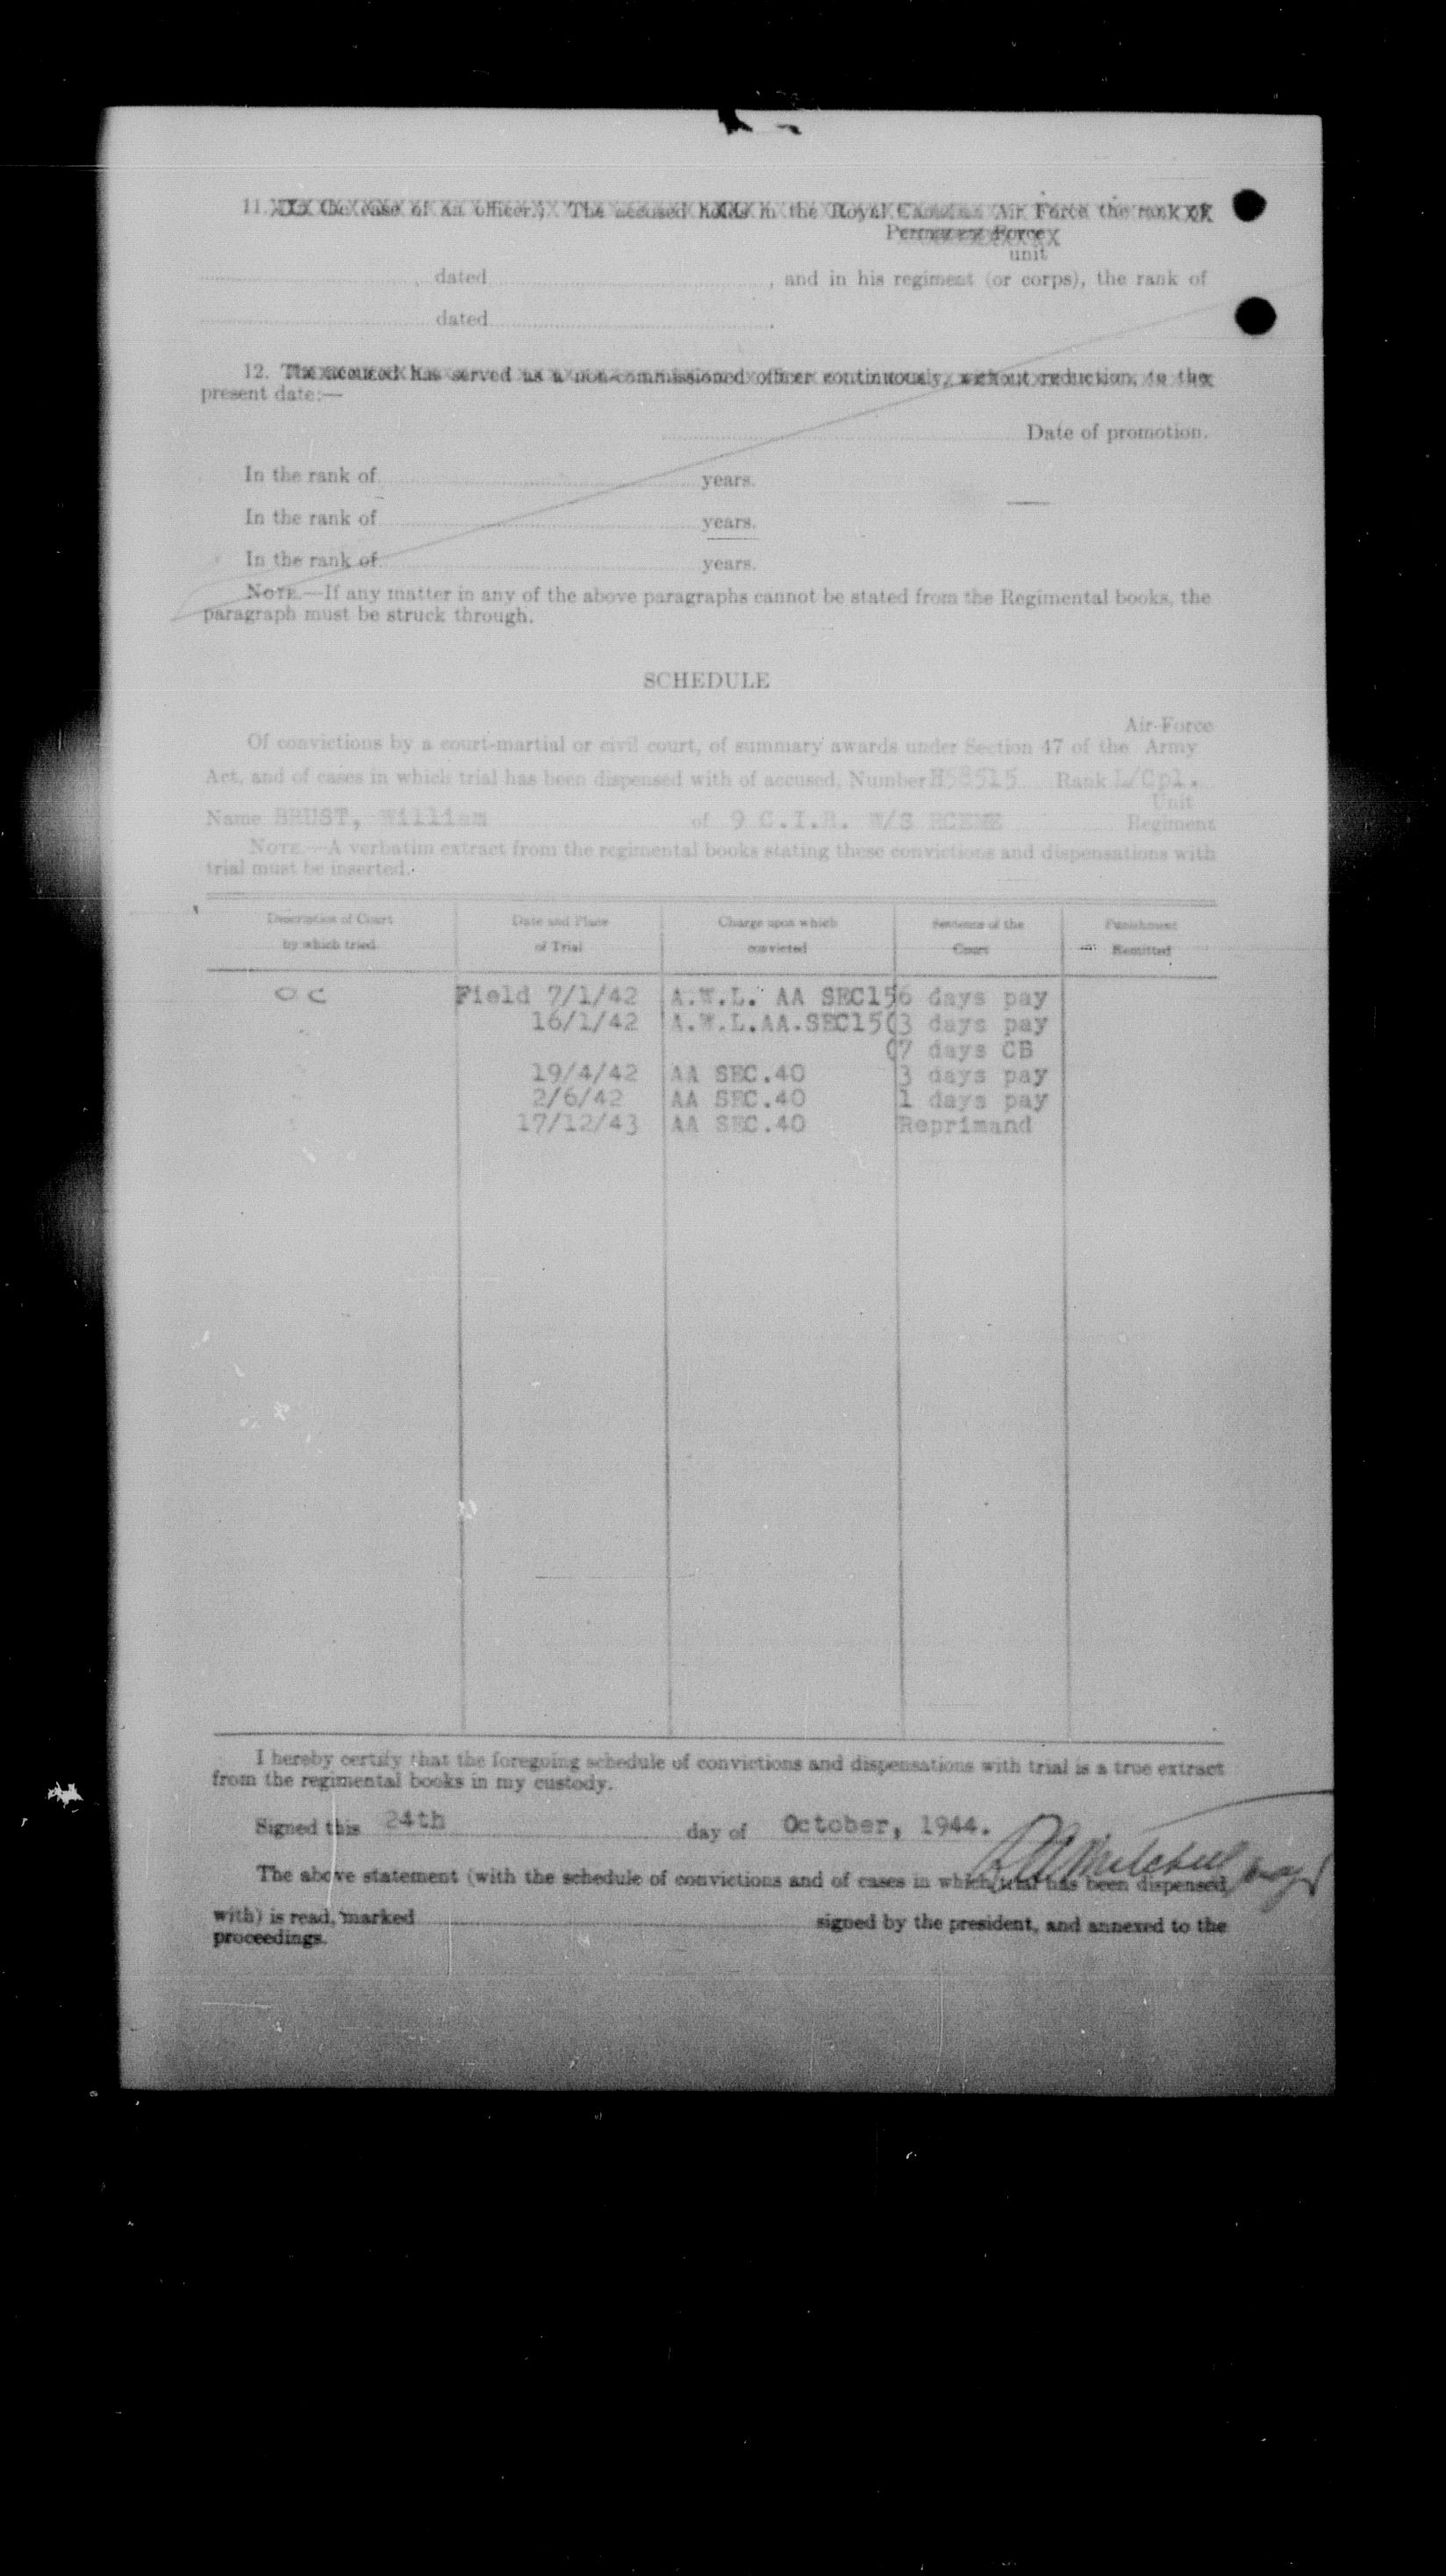 11. (In the case of an officer.) The accused holds in the Royal Canadian Air Force the rank of
Permanent Force
unit
dated , and in his regiment (or corps), the rank of
dated .
12. The accused has served as a non-commissioned officer continuously, without reduction, to the
present date:—
Date of promotion.
In the rank of years.
In the rank of years.
In the rank of years.
NOTE.—If any matter in any of the above paragraphs cannot be stated from the Regimental books, the
paragraph must be struck through.
SCHEDULE
Air-Force
Of convictions by a court-martial or civil court, of summary awards under Section 47 of the Army
Act, and of cases in which trial has been dispensed with of accused, Number H58515 Rank L/Cpl.
Unit
Name BRUST, William of 9 C.I.B. W/S RCEME Regiment
NOTE.—A verbatim extract from the regimental books stating these convictions and dispensations with
trial must be inserted.
Description of Court Date and Place Charge upon which Sentence of the Punishment
by which tried of Trial convicted Court Remitted
O C Field 7/1/42 A.W.L. AA SEC15 6 days pay
16/1/42 A.W.L.AA.SEC15 (3 days pay
(7 days CB
19/4/42 AA SEC.40 3 days pay
2/6/42 AA SEC.40 1 days pay
17/12/43 AA SEC.40 Reprimand
I hereby certify that the foregoing schedule of convictions and dispensations with trial is a true extract
from the regimental books in my custody.
Signed this 24th day of October, 1944.
Mitchell Maj
The above statement (with the schedule of convictions and of cases in which trial has been dispensed
with) is read, marked signed by the president, and annexed to the
proceedings.